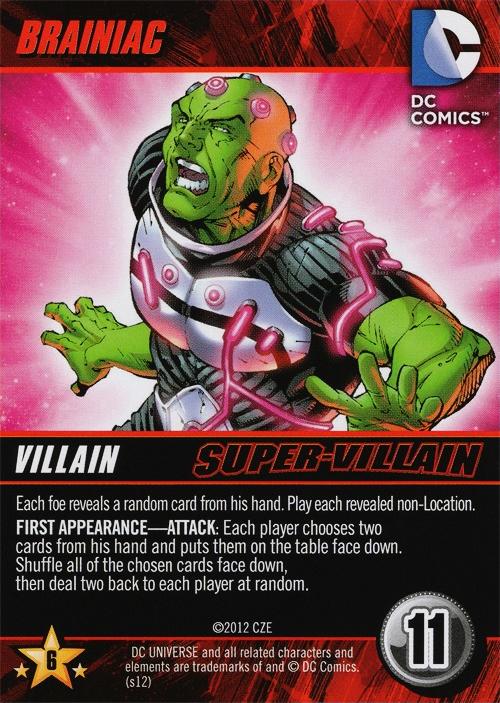 BRAINIAC
DC
DC
COMICS™
VILLAIN
SUPER-VILLAIN
Each foe reveals a random card from his hand. Play each revealed non-Location.
FIRST APPEARANCE—ATTACK: Each player chooses two
cards from his hand and puts them on the table face down.
Shuffle all of the chosen cards face down,
then deal two back to each player at random.
©2012 CZE
6
DC UNIVERSE and all related characters and
elements are trademarks of and © DC Comics.
(s12)
11